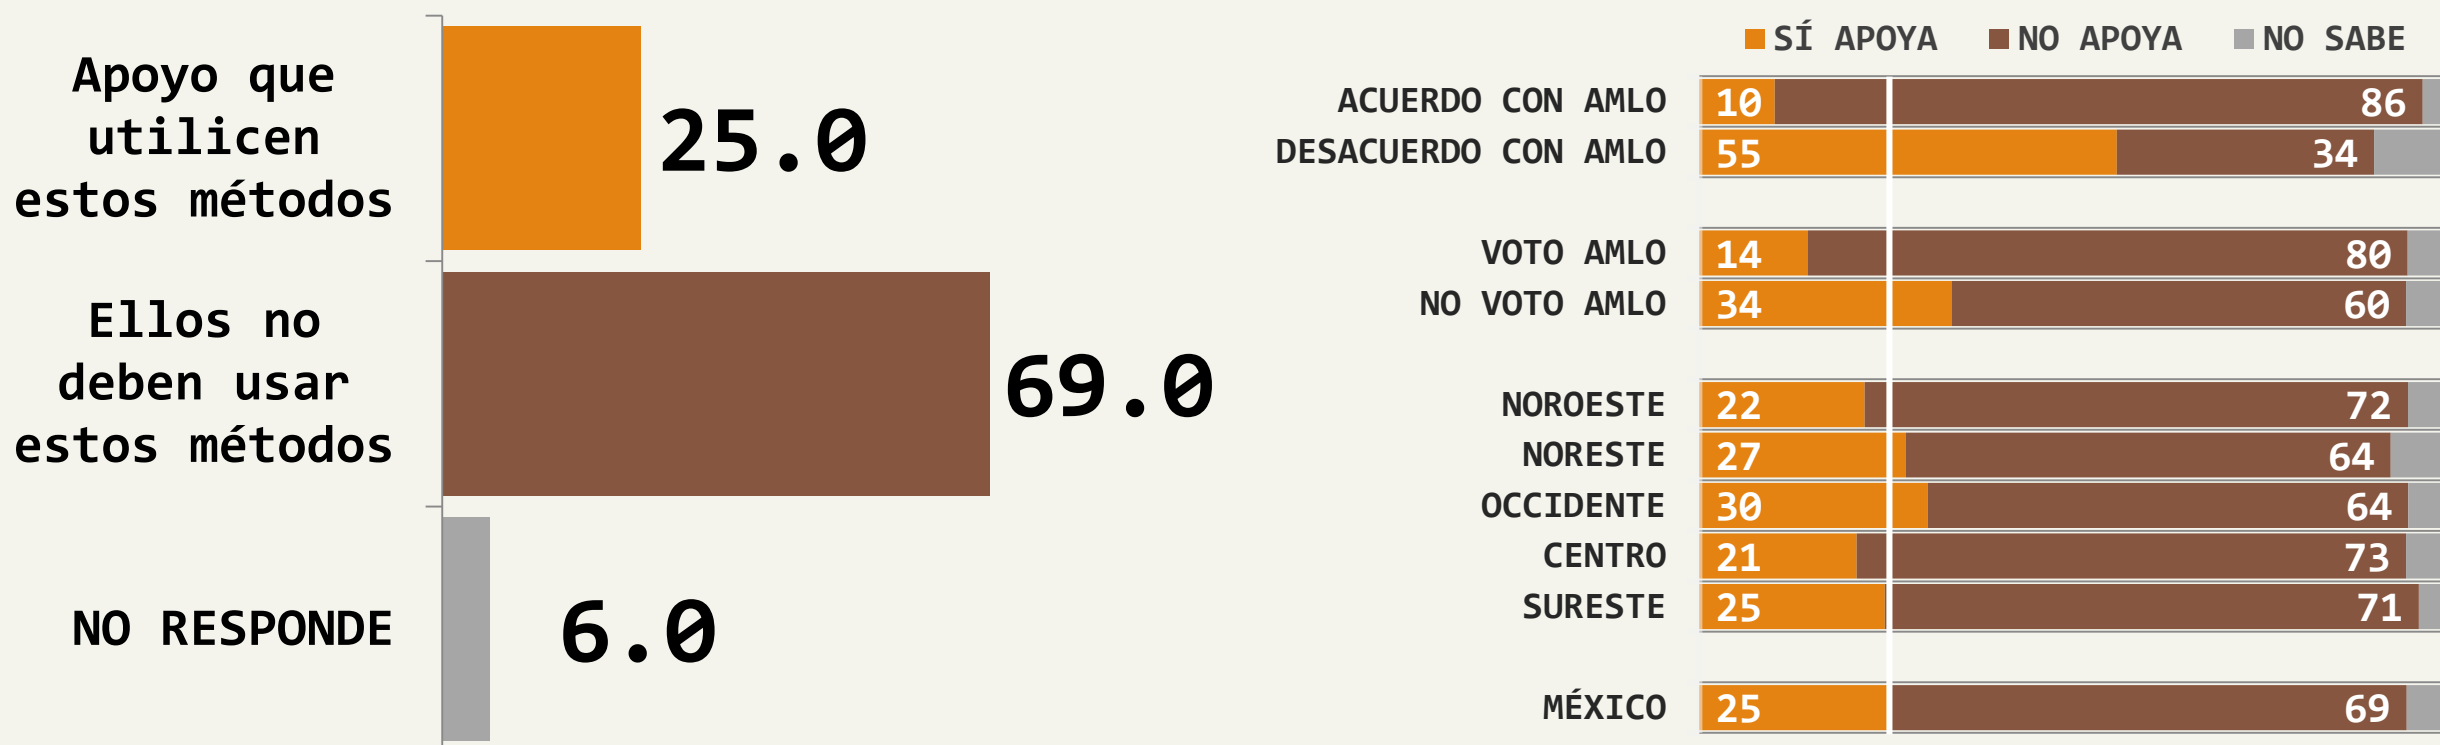 Apoyo que
utilicen
estos métodos
25.0
Ellos no
deben usar
estos métodos
69.0
NO RESPONDE
6.0
SÍ APOYA NO APOYA NO SABE
ACUERDO CON AMLO 10 86
DESACUERDO CON AMLO 55 34
VOTO AMLO 14 80
NO VOTO AMLO 34 60
NOROESTE 22 72
NORESTE 27 64
OCCIDENTE 30 64
CENTRO 21 73
SURESTE 25 71
MÉXICO 25 69